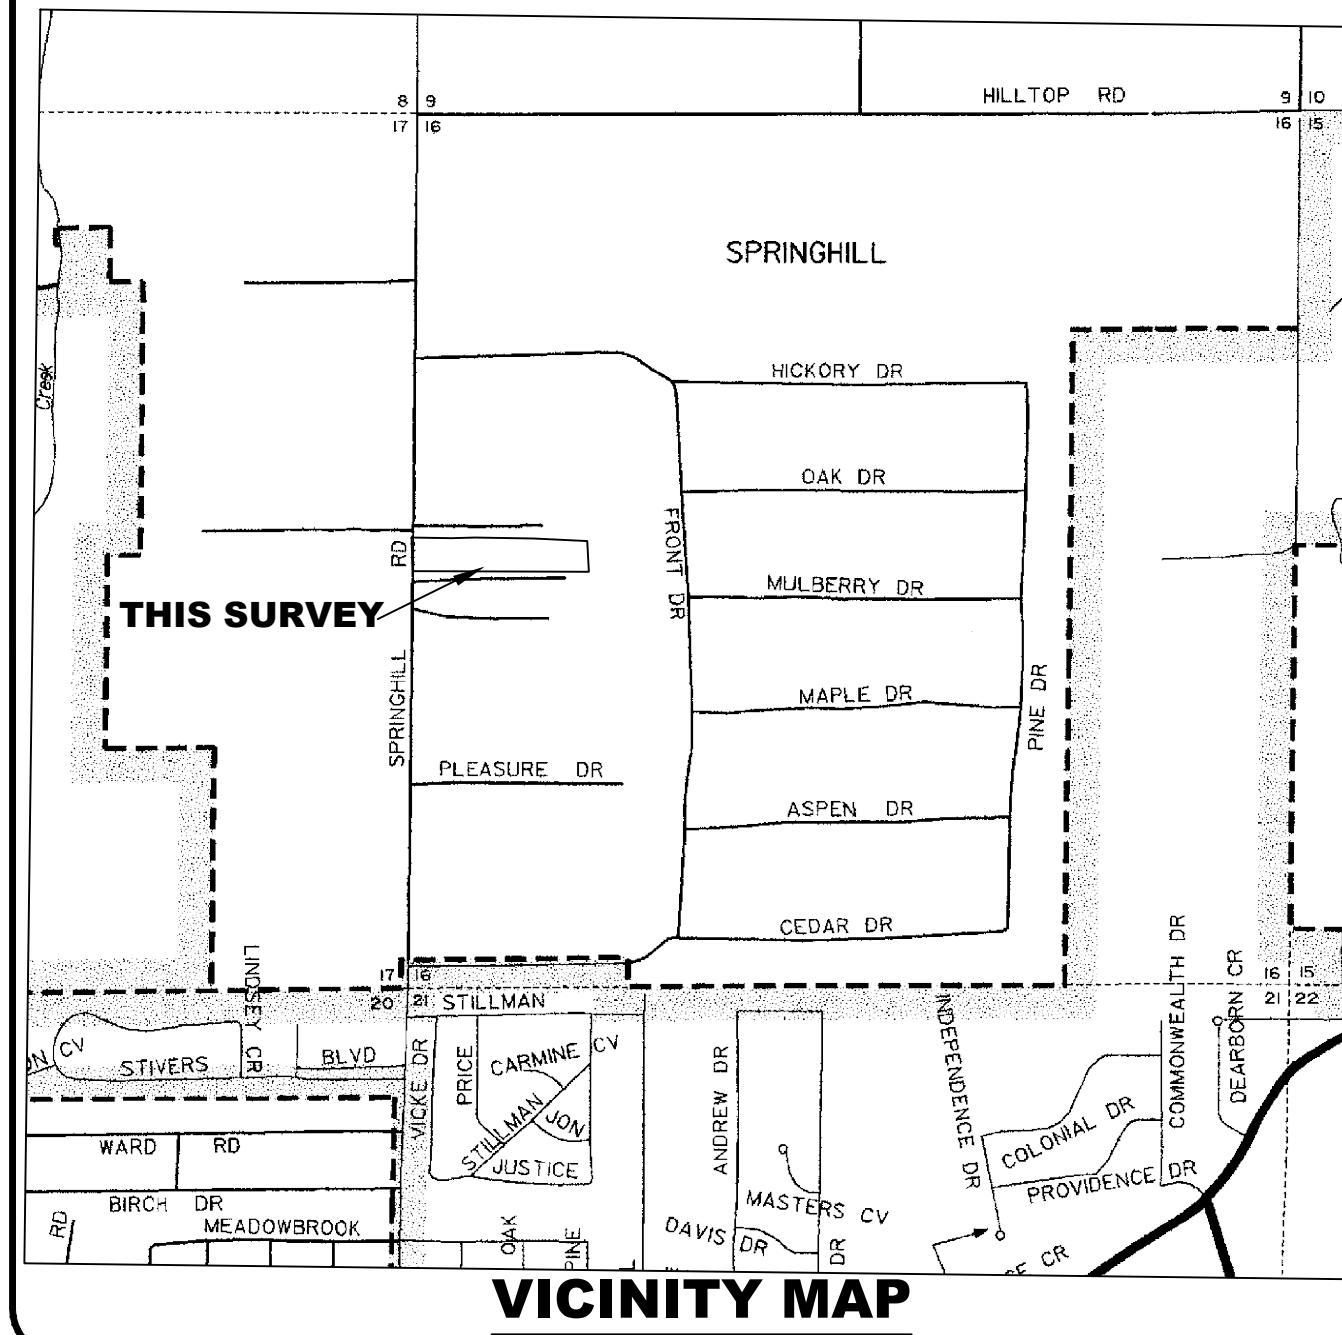 HILLTOP RD
8 9
9 10
17 16
16 15
SPRINGHILL
Creek
HICKORY DR
OAK DR
FRONT DR
SPRINGHILL RD
THIS SURVEY
MULBERRY DR
MAPLE DR
PINE DR
PLEASURE DR
ASPEN DR
CEDAR DR
17 16
20 21
16 15
21 22
LINDSEY CR
STILLMAN
INDEPENDENCE DR
COMMONWEALTH DR
DEARBORN CR
CV
STIVERS BLVD
VICKE DR
PRICE
CARMINE CV
STILLMAN
JON
JUSTICE
ANDREW DR
COLONIAL DR
PROVIDENCE DR
WARD RD
BIRCH DR
RD
MEADOWBROOK
OAK
PINE
MASTERS CV
DAVIS DR
DR
CR
VICINITY MAP